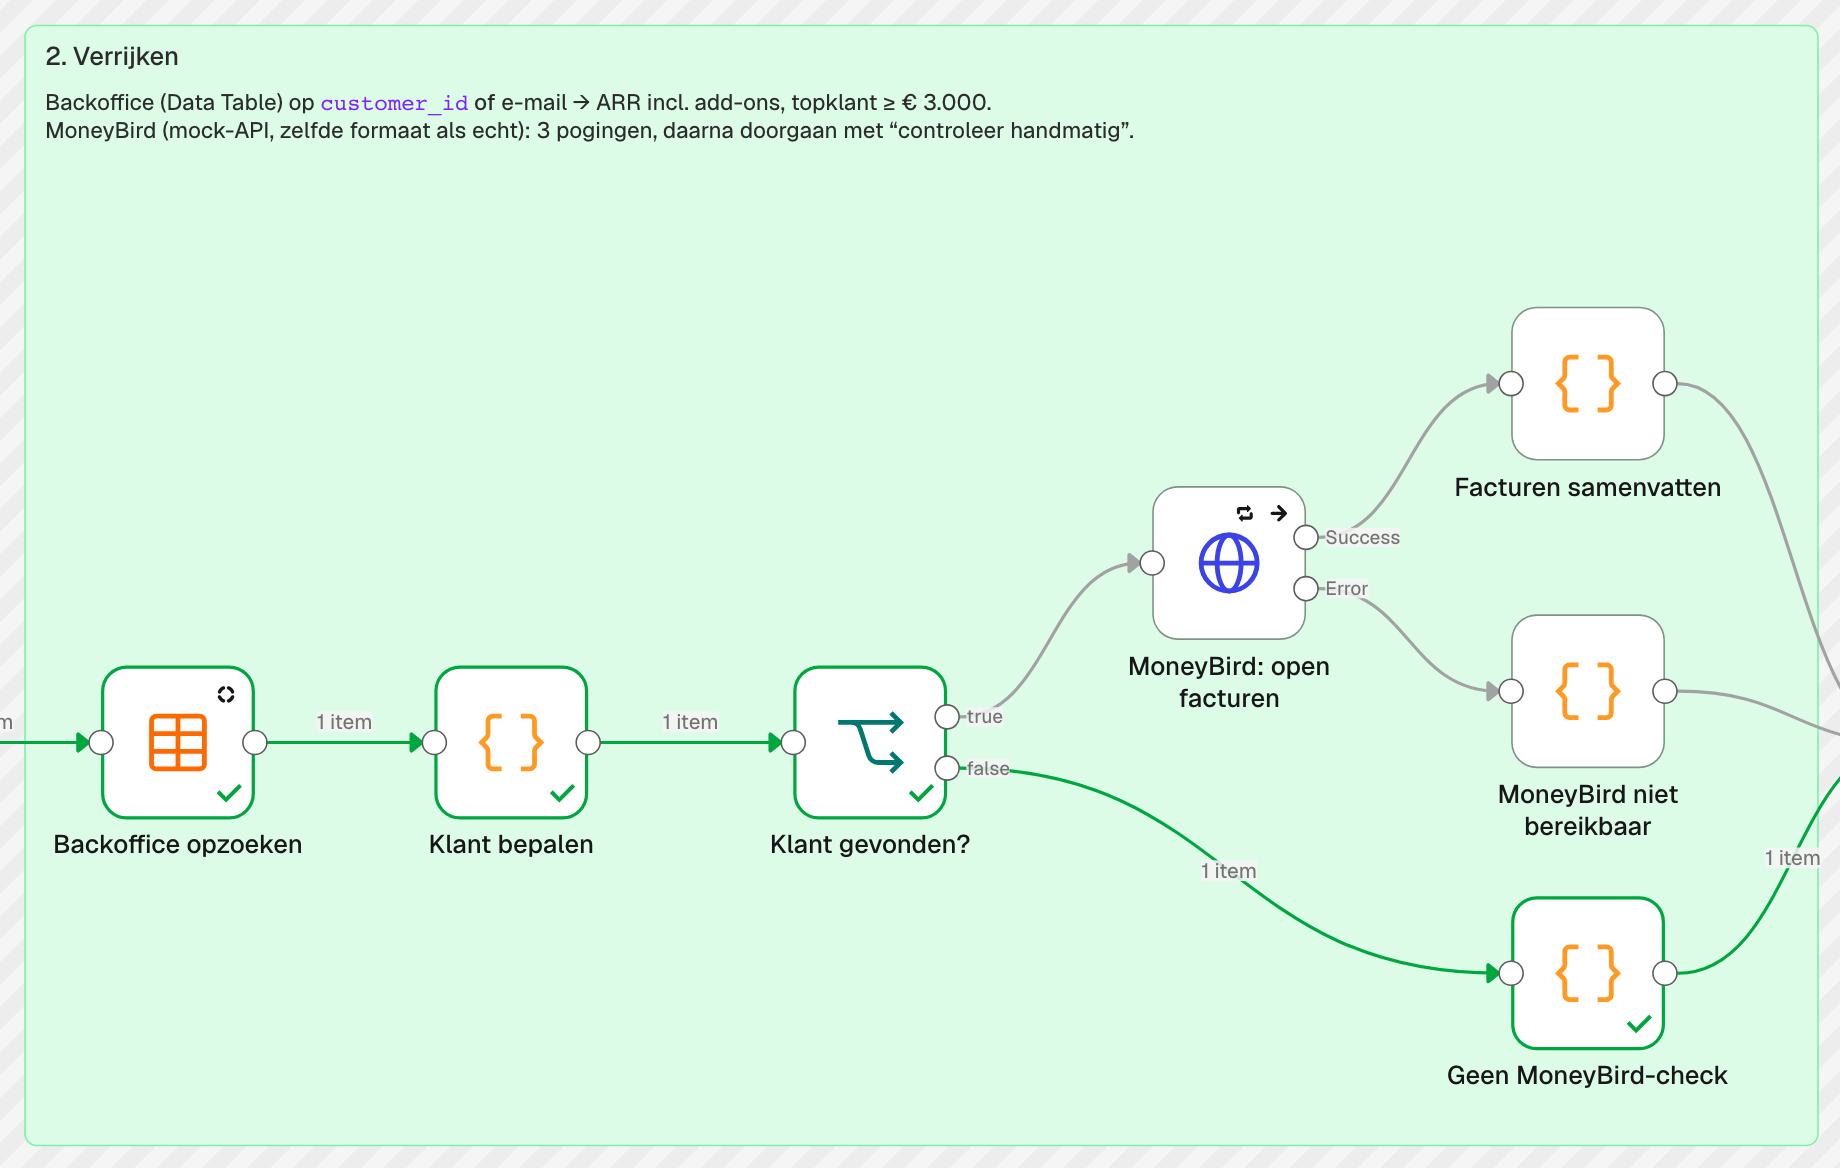 2. Verrijken
Backoffice (Data Table) op customer_id of e-mail → ARR incl. add-ons, topklant ≥ € 3.000.
MoneyBird (mock-API, zelfde formaat als echt): 3 pogingen, daarna doorgaan met “controleer handmatig”.
Facturen samenvatten
Success
Error
MoneyBird: open
facturen
true
false
1 item
1 item
Backoffice opzoeken
Klant bepalen
Klant gevonden?
MoneyBird niet
bereikbaar
1 item
1 item
Geen MoneyBird-check